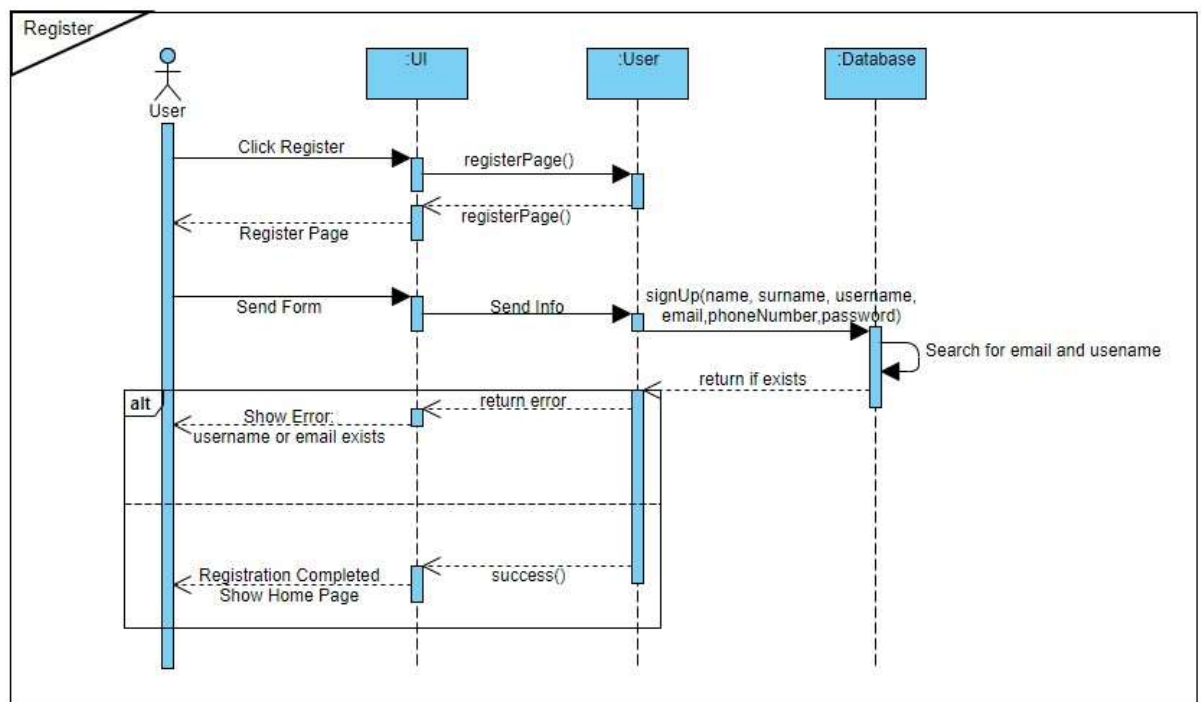 Register
:UI
:User
:Database
User
Click Register
registerPage()
registerPage()
Register Page
signUp(name, surname, username,
email,phoneNumber,password)
Send Form
Send Info
Search for email and usename
return if exists
alt
return error
Show Error:
username or email exists
success()
Registration Completed
Show Home Page